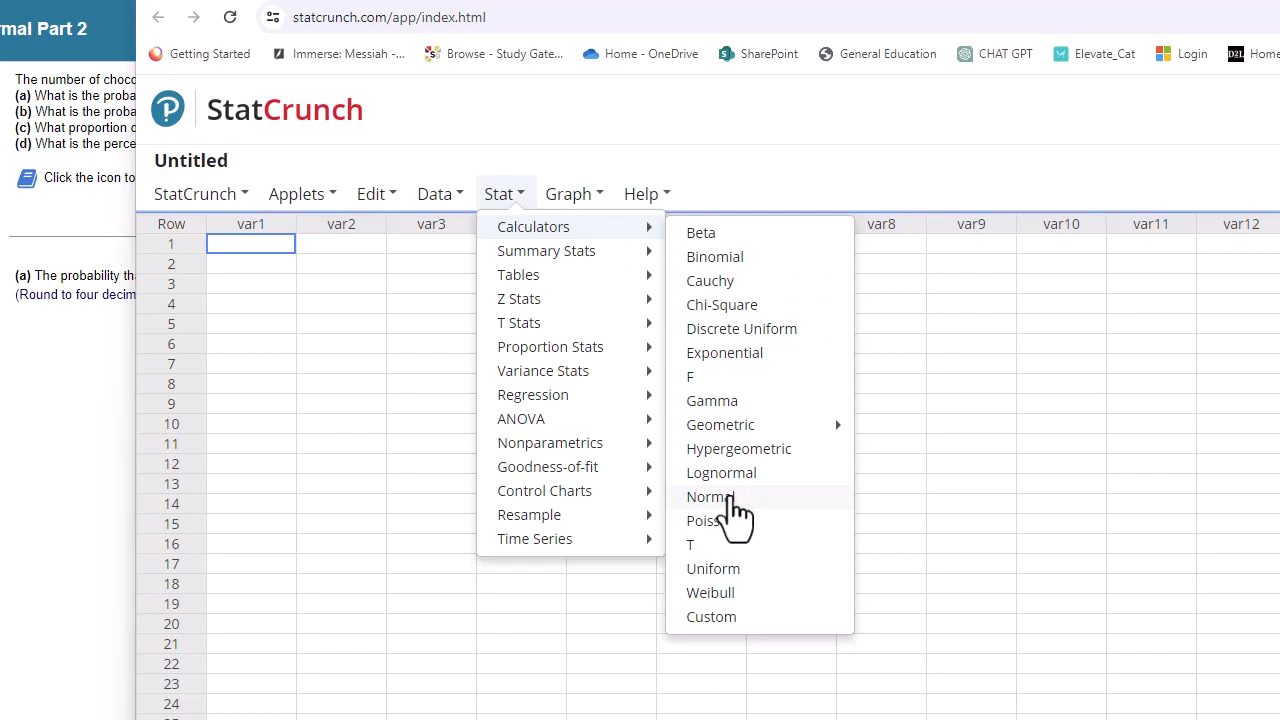 mal Part 2
The number of choco
(a) What is the proba
(b) What is the proba
(c) What proportion o
(d) What is the perce
Click the icon to
(a) The probability tha
(Round to four decim
statcrunch.com/app/index.html
Getting Started
Immerse: Messiah -...
Browse - Study Gate...
Home - OneDrive
SharePoint
General Education
CHAT GPT
Elevate_Cat
Login
D2L
Home
StatCrunch
Untitled
StatCrunch Applets Edit Data Stat Graph Help
Row var1 var2 var3 var8 var9 var10 var11 var12
1
2
3
4
5
6
7
8
9
10
11
12
13
14
15
16
17
18
19
20
21
22
23
24
Calculators
Summary Stats
Tables
Z Stats
T Stats
Proportion Stats
Variance Stats
Regression
ANOVA
Nonparametrics
Goodness-of-fit
Control Charts
Resample
Time Series
Beta
Binomial
Cauchy
Chi-Square
Discrete Uniform
Exponential
F
Gamma
Geometric
Hypergeometric
Lognormal
Normal
Poiss
T
Uniform
Weibull
Custom